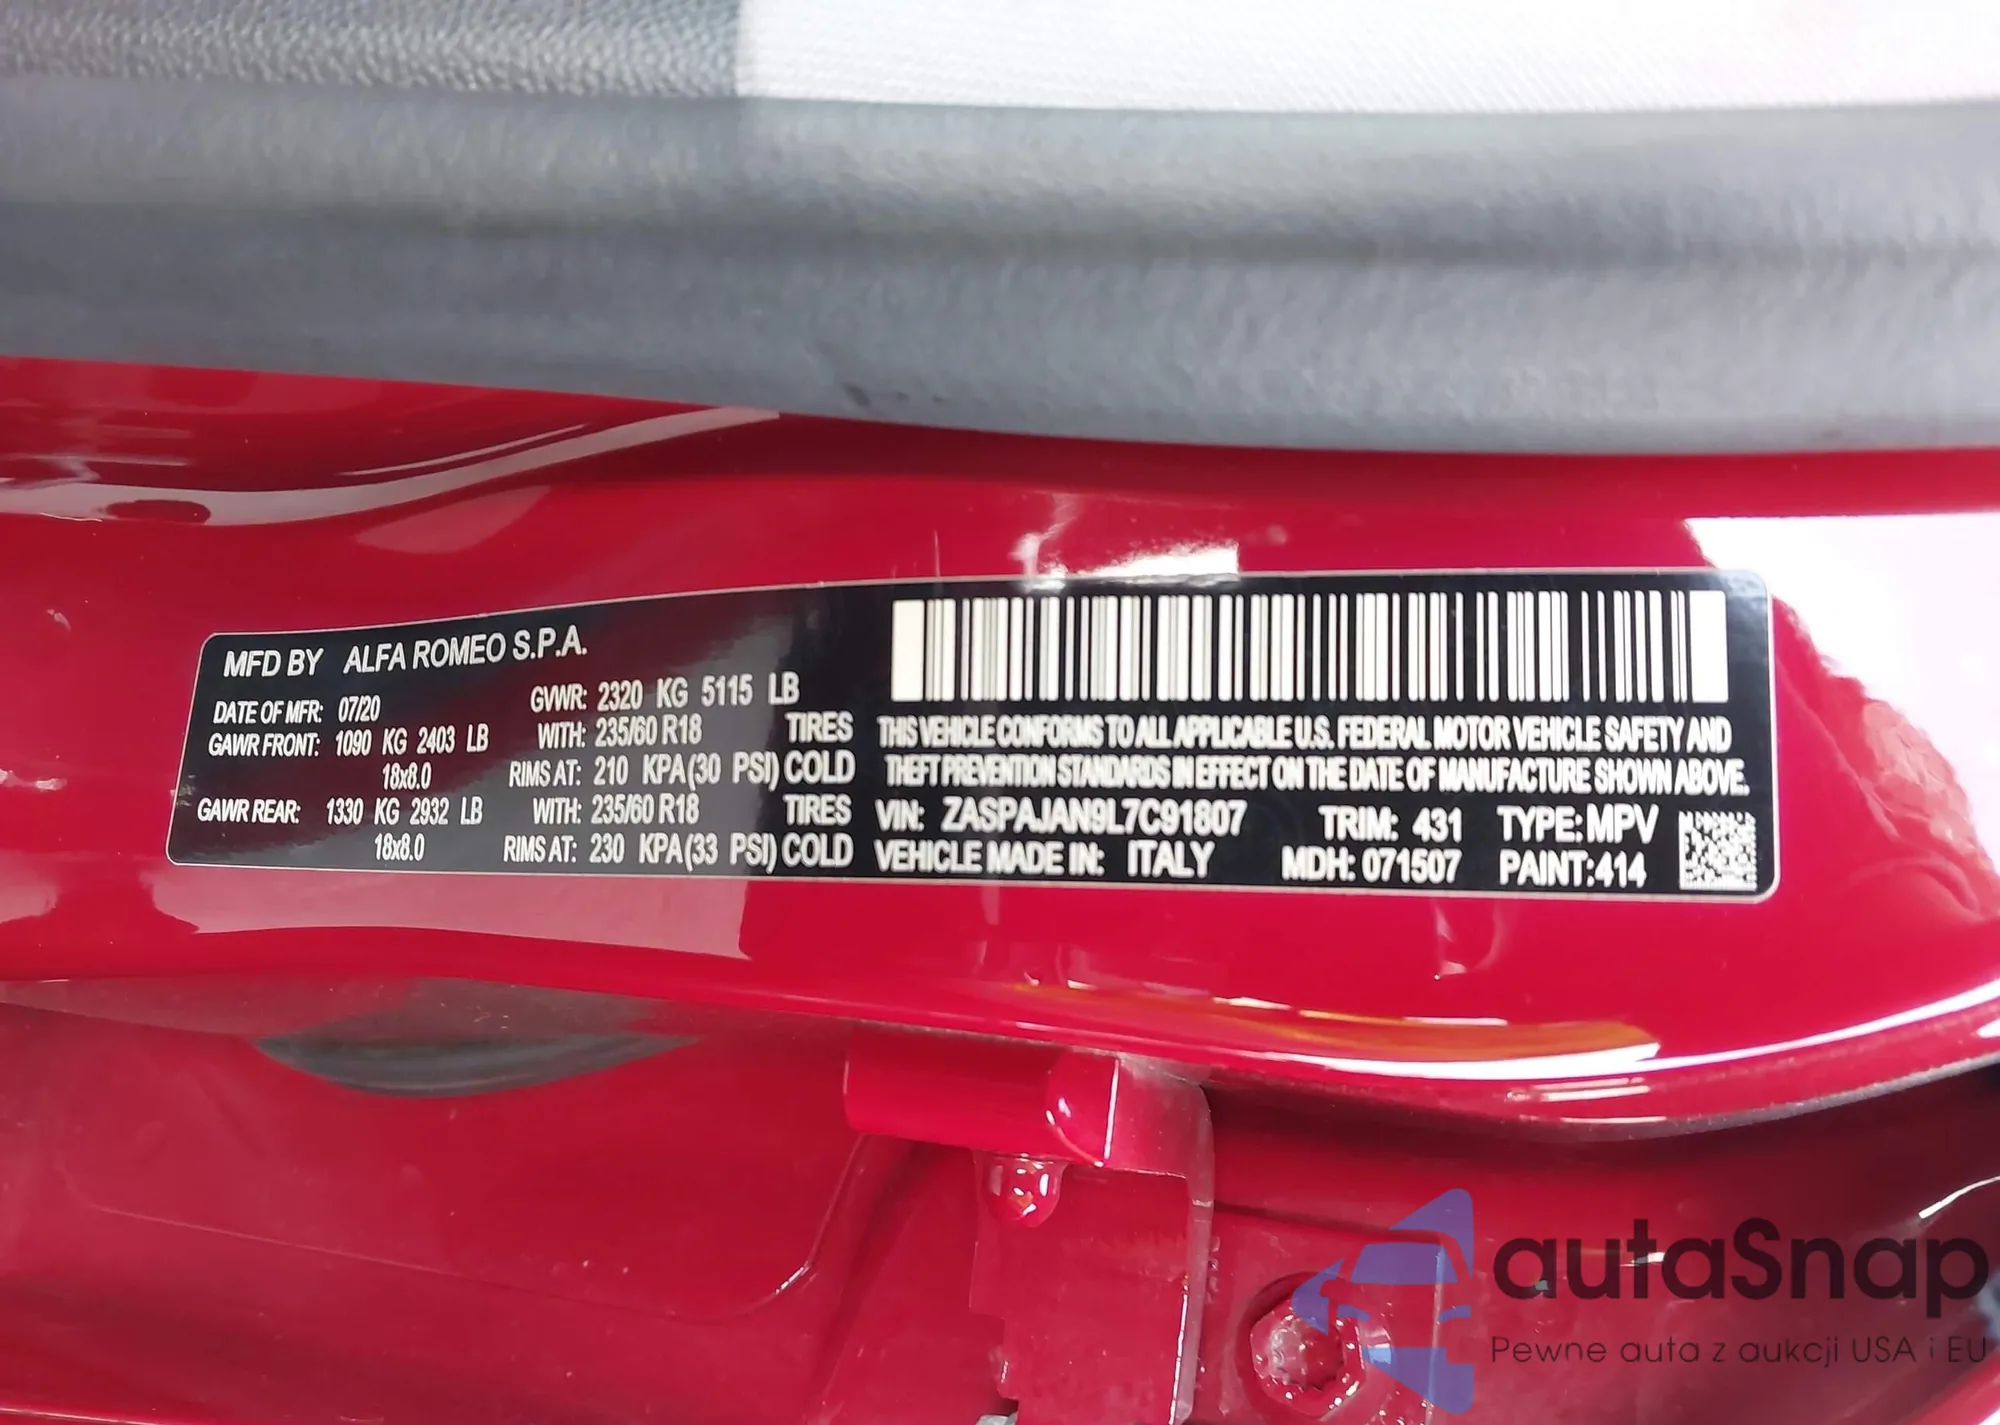 MFD BY ALFA ROMEO S.P.A.
DATE OF MFR: 07/20 GVWR: 2320 KG 5115 LB
GAWR FRONT: 1090 KG 2403 LB WITH: 235/60 R18 TIRES
18x8.0 RIMS AT: 210 KPA(30 PSI) COLD
GAWR REAR: 1330 KG 2932 LB WITH: 235/60 R18 TIRES
18x8.0 RIMS AT: 230 KPA(33 PSI) COLD
THIS VEHICLE CONFORMS TO ALL APPLICABLE U.S. FEDERAL MOTOR VEHICLE SAFETY AND
THEFT PREVENTION STANDARDS IN EFFECT ON THE DATE OF MANUFACTURE SHOWN ABOVE.
VIN: ZASPAJAN9L7C91807 TRIM: 431 TYPE: MPV
VEHICLE MADE IN: ITALY MDH: 071507 PAINT:414
autaSnap
Pewne auta z aukcji USA i EU